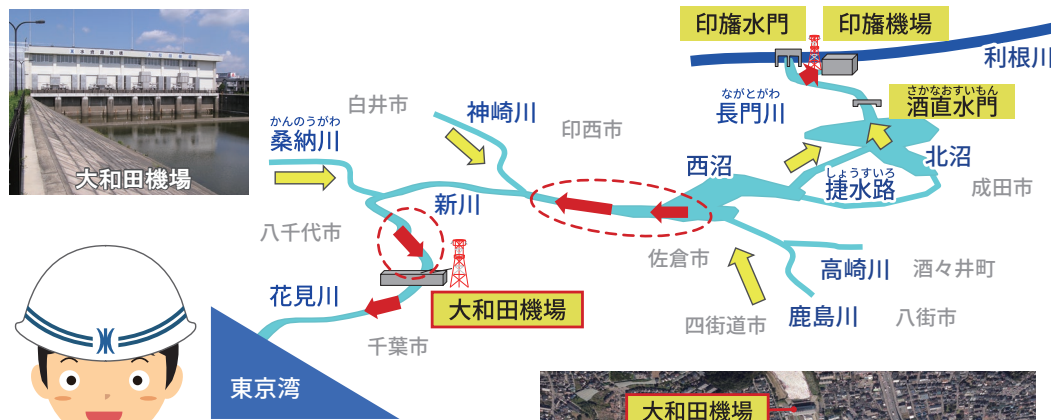 印旛水門
印旛機場
利根川
白井市
神崎川
印西市
ながとがわ
長門川
さかなおすいもん
酒直水門
かんのうがわ
桑納川
大和田機場
西沼
北沼
しょうすいろ
捷水路
成田市
新川
八千代市
佐倉市
高崎川
酒々井町
花見川
大和田機場
四街道市
鹿島川
八街市
千葉市
東京湾
大和田機場